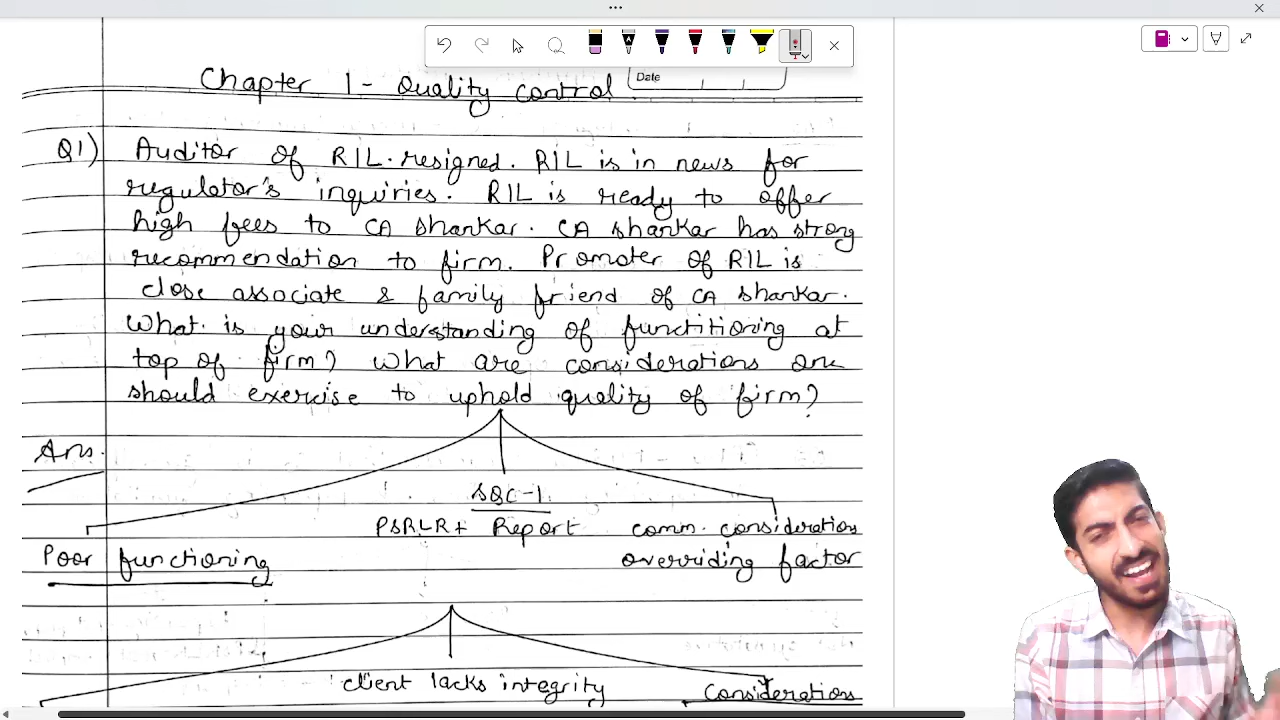 Date
Chapter 1 - Quality control
Q1) Auditor of RIL resigned. RIL is in news for
regulator's inquiries. RIL is ready to offer
high fees to CA Shankar. CA Shankar has strong
recommendation to firm. Promoter of RIL is
close associate & family friend of CA Shankar.
What is your understanding of functitioning at
top of firm? What are considerations one
should exercise to uphold quality of firm?
Ans.
SQC-1
PSRLR+ Report comm. consideration
Poor functioning overriding factor
client lacks integrity considerations